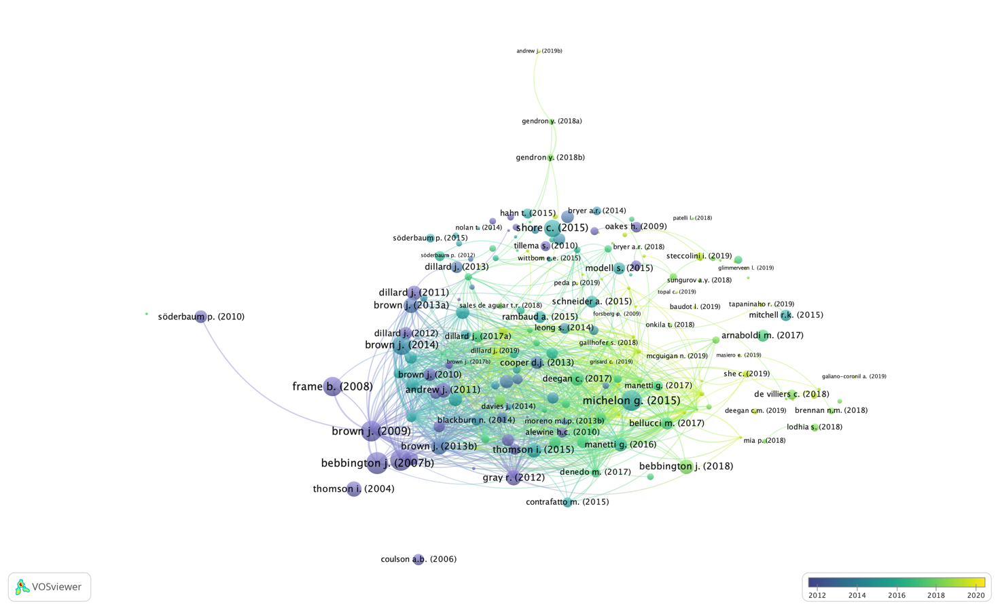 andrew j. (2019b)
gendron y. (2018a)
gendron y. (2018b)
hahn t. (2015)
bryer a.r. (2014)
patelli l. (2018)
nolan t. (2014)
shore c. (2015)
oakes h. (2009)
söderbaum p. (2015)
tillema s. (2010)
bryer a.r. (2018)
söderbaum p. (2012)
wittbom e.e. (2015)
steccolini i. (2019)
dillard j. (2013)
modell s. (2015)
glimmerveen l. (2019)
peda p. (2019)
sungurov a.y. (2018)
dillard j. (2011)
topal c. (2019)
brown j. (2013a)
sales de aguiar t.r. (2018)
schneider a. (2015)
baudot l. (2019)
tapaninaho r. (2019)
söderbaum p. (2010)
rambaud a. (2015)
forsberg p. (2009)
mitchell r.k. (2015)
leong s. (2014)
onkila t. (2018)
dillard j. (2012)
dillard j. (2017a)
arnaboldi m. (2017)
brown j. (2014)
gallhofer s. (2018)
dillard j. (2019)
mcguigan n. (2019)
masiero e. (2019)
brown j. (2017b)
cooper d.j. (2013)
grisard c. (2019)
brown j. (2010)
deegan c. (2017)
she c. (2019)
galiano-coronil a. (2019)
frame b. (2008)
andrew j. (2011)
manetti g. (2017)
de villiers c. (2018)
michelon g. (2015)
davies j. (2014)
deegan c.m. (2019)
brennan n.m. (2018)
blackburn n. (2014)
moreno m.l.p. (2013b)
bellucci m. (2017)
lodhia s. (2018)
brown j. (2009)
alewine h.c. (2010)
mia p. (2018)
brown j. (2013b)
thomson i. (2015)
manetti g. (2016)
bebbington j. (2007b)
bebbington j. (2018)
gray r. (2012)
denedo m. (2017)
thomson i. (2004)
contrafatto m. (2015)
coulson a.b. (2006)
VOSviewer
2012 2014 2016 2018 2020